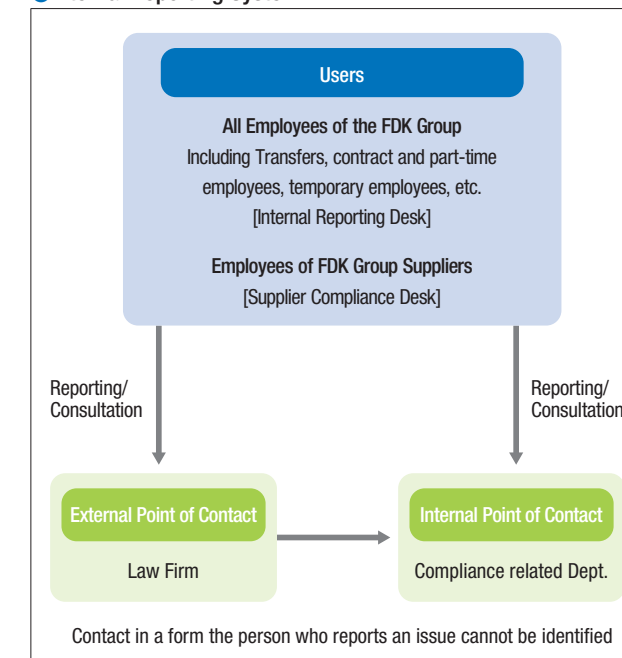 Users
All Employees of the FDK Group
Including Transfers, contract and part-time
employees, temporary employees, etc.
[Internal Reporting Desk]
Employees of FDK Group Suppliers
[Supplier Compliance Desk]
Reporting/
Consultation
Reporting/
Consultation
External Point of Contact
Law Firm
Internal Point of Contact
Compliance related Dept.
Contact in a form the person who reports an issue cannot be identified